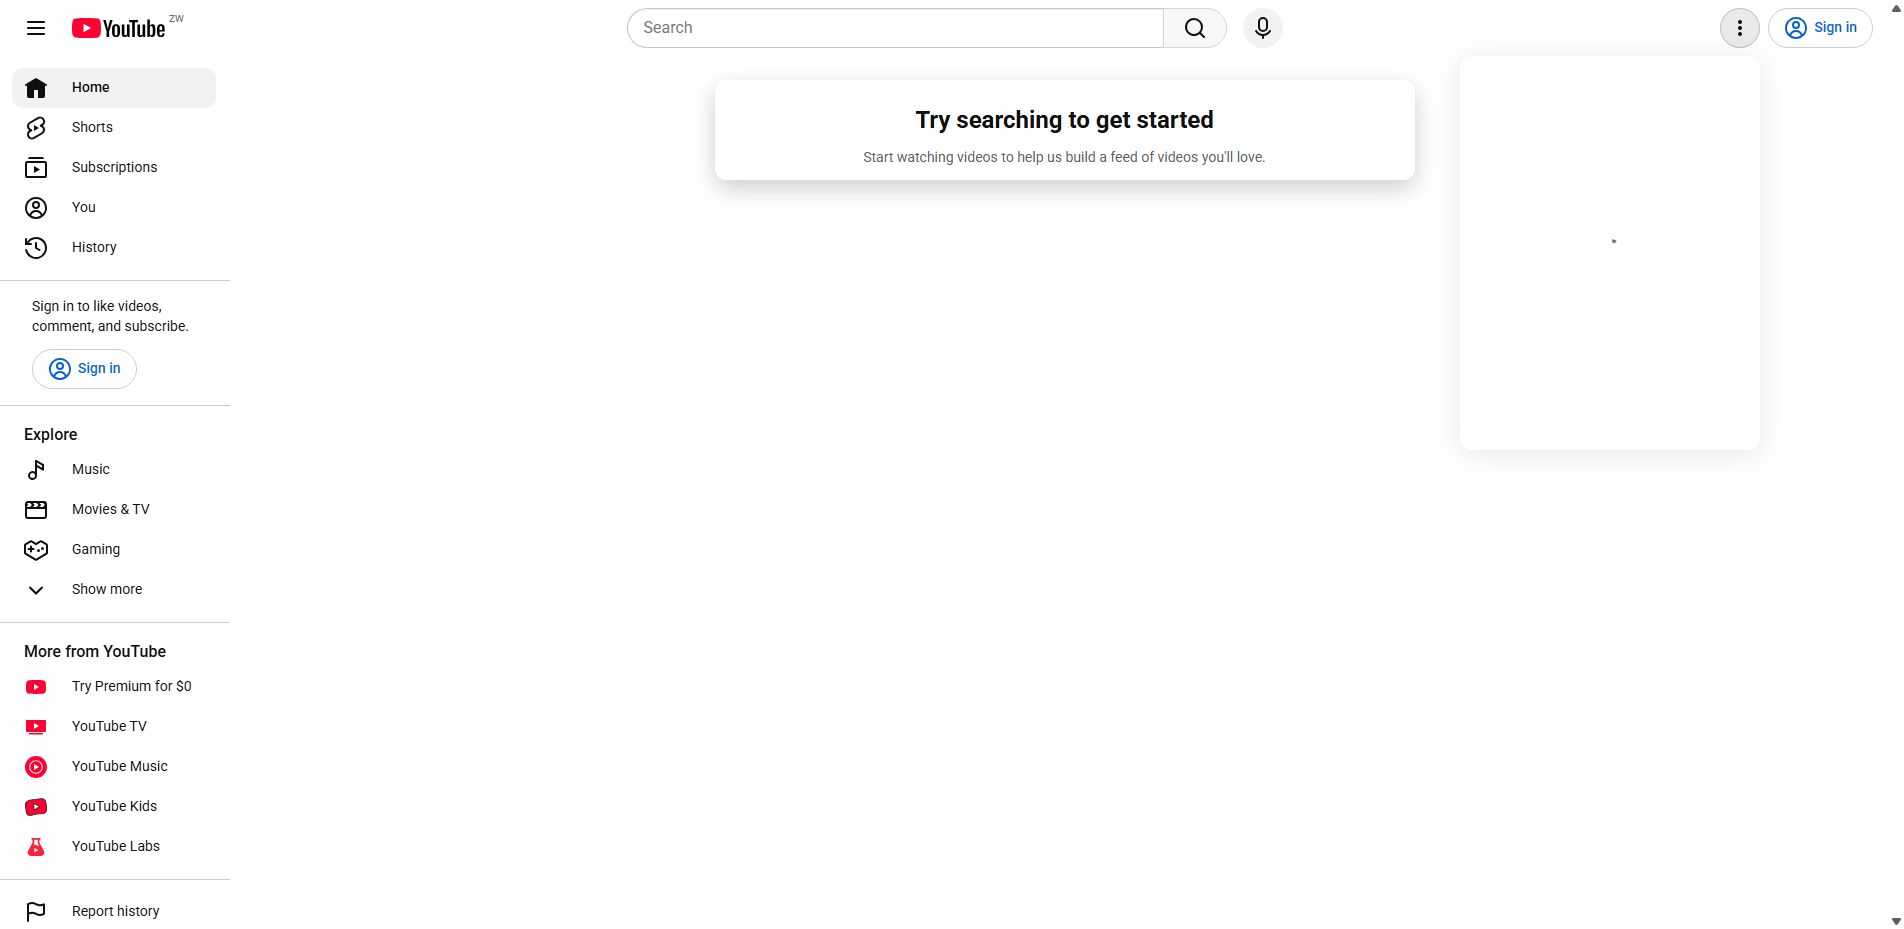 YouTube ZW
Search
Sign in
Home
Shorts
Subscriptions
You
History
Sign in to like videos,
comment, and subscribe.
Sign in
Explore
Music
Movies & TV
Gaming
Show more
More from YouTube
Try Premium for $0
YouTube TV
YouTube Music
YouTube Kids
YouTube Labs
Report history
Try searching to get started
Start watching videos to help us build a feed of videos you'll love.